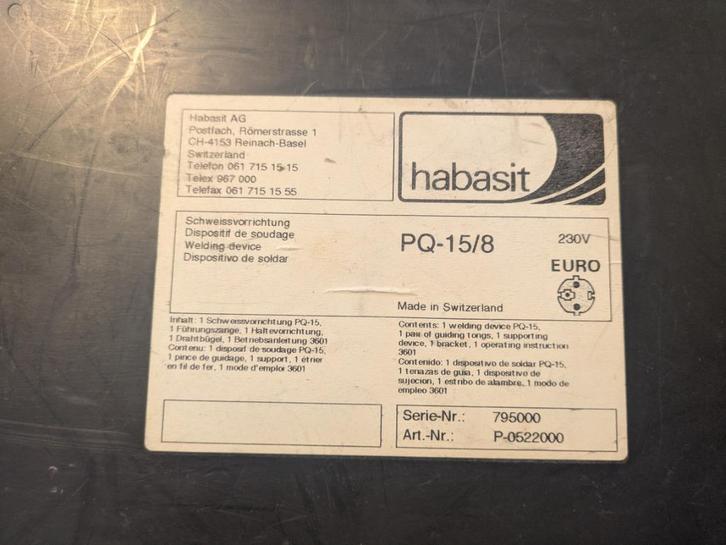 Habasit AG
Postfach, Römerstrasse 1
CH-4153 Reinach-Basel
Switzerland
Telefon 061 715 15 15
Telex 967 000
Telefax 061 715 15 55
habasit
Schweissvorrichtung
Dispositif de soudage
Welding device
Dispositivo de soldar
PQ-15/8
230V
EURO
Made in Switzerland
Inhalt: 1 Schweissvorrichtung PQ-15,
1 Führungszange, 1 Haltevorrichtung,
1 Drahtbügel, 1 Betriebsanleitung 3601
Contenu: 1 disposif de soudage PQ-15,
1 pince de guidage, 1 support, 1 étrier
en fil de fer, 1 mode d'emploi 3601
Contents: 1 welding device PQ-15,
1 pair of guiding tongs, 1 supporting
device, 1 bracket, 1 operating instruction
3601
Contenido: 1 dispositivo de soldar PQ-15,
1 tenazas de guia, 1 dispositivo de
sujecion, 1 estribo de alambre, 1 modo de
empleo 3601
Serie-Nr.: 795000
Art.-Nr.: P-0522000